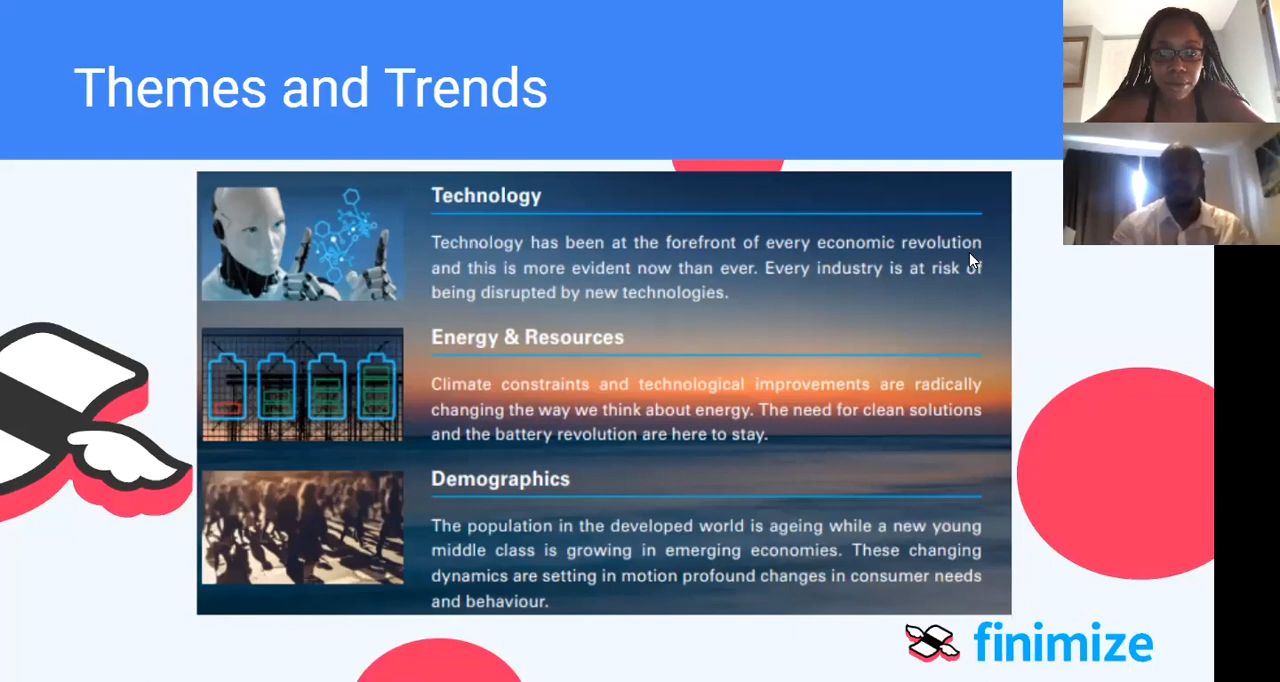 Themes and Trends
Technology
Technology has been at the forefront of every economic revolution
and this is more evident now than ever. Every industry is at risk of
being disrupted by new technologies.
Energy & Resources
Climate constraints and technological improvements are radically
changing the way we think about energy. The need for clean solutions
and the battery revolution are here to stay.
Demographics
The population in the developed world is ageing while a new young
middle class is growing in emerging economies. These changing
dynamics are setting in motion profound changes in consumer needs
and behaviour.
finimize